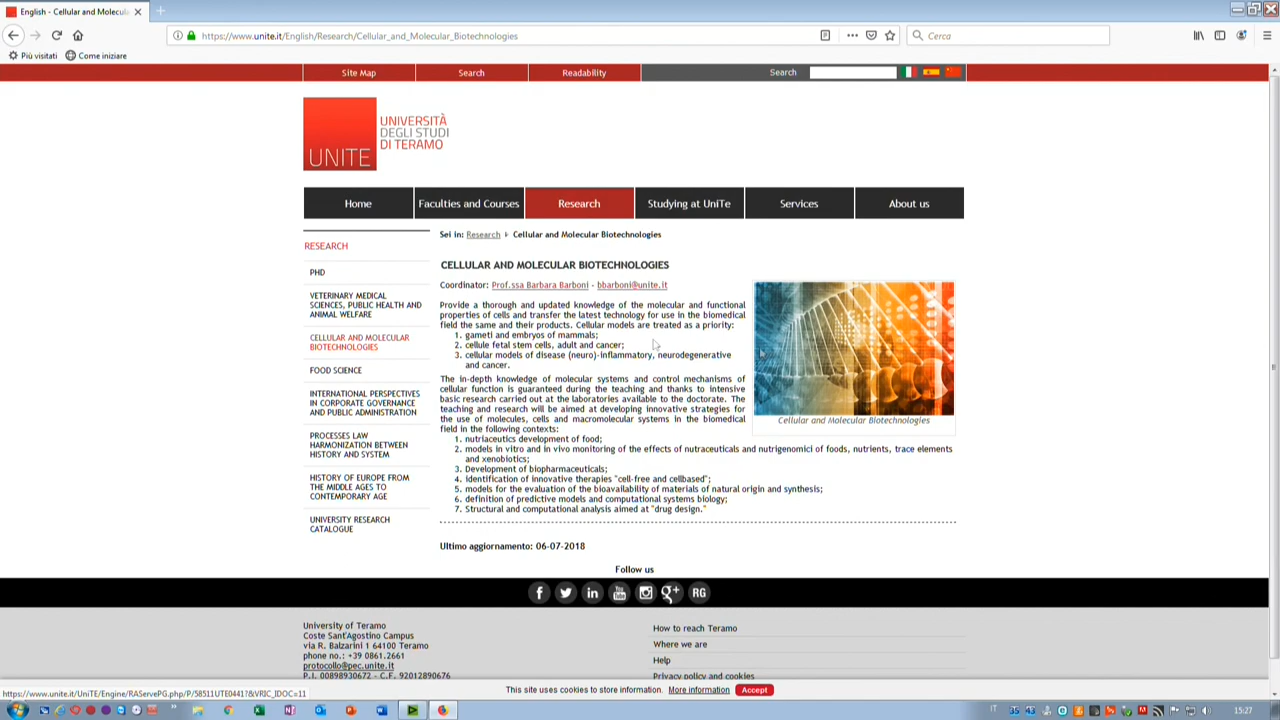 English - Cellular and Molecula
https://www.unite.it/English/Research/Cellular_and_Molecular_Biotechnologies
Cerca
Più visitati
Come iniziare
Site Map
Search
Readability
Search
UNIVERSITÀ
DEGLI STUDI
DI TERAMO
UNITE
Home
Faculties and Courses
Research
Studying at UniTe
Services
About us
RESEARCH
PHD
VETERINARY MEDICAL
SCIENCES, PUBLIC HEALTH AND
ANIMAL WELFARE
CELLULAR AND MOLECULAR
BIOTECHNOLOGIES
FOOD SCIENCE
INTERNATIONAL PERSPECTIVES
IN CORPORATE GOVERNANCE
AND PUBLIC ADMINISTRATION
PROCESSES LAW
HARMONIZATION BETWEEN
HISTORY AND SYSTEM
HISTORY OF EUROPE FROM
THE MIDDLE AGES TO
CONTEMPORARY AGE
UNIVERSITY RESEARCH
CATALOGUE
Sei in: Research Cellular and Molecular Biotechnologies
CELLULAR AND MOLECULAR BIOTECHNOLOGIES
Coordinator: Prof.ssa Barbara Barboni - bbarboni@unite.it
Provide a thorough and updated knowledge of the molecular and functional
properties of cells and transfer the latest technology for use in the biomedical
field the same and their products. Cellular models are treated as a priority:
1. gameti and embryos of mammals;
2. cellule fetal stem cells, adult and cancer;
3. cellular models of disease (neuro)-inflammatory, neurodegenerative
and cancer.
The in-depth knowledge of molecular systems and control mechanisms of
cellular function is guaranteed during the teaching and thanks to intensive
basic research carried out at the laboratories available to the doctorate. The
teaching and research will be aimed at developing innovative strategies for
the use of molecules, cells and macromolecular systems in the biomedical
field in the following contexts:
1. nutriaceutics development of food;
2. models in vitro and in vivo monitoring of the effects of nutraceuticals and nutrigenomici of foods, nutrients, trace elements
and xenobiotics;
3. Development of biopharmaceuticals;
4. Identification of innovative therapies "cell-free and cellbased";
5. models for the evaluation of the bioavailability of materials of natural origin and synthesis;
6. definition of predictive models and computational systems biology;
7. Structural and computational analysis aimed at "drug design."
Cellular and Molecular Biotechnologies
Ultimo aggiornamento: 06-07-2018
Follow us
RG
University of Teramo
Coste Sant'Agostino Campus
via R. Balzarini 1 64100 Teramo
phone no.: +39 0861.2661
protocollo@pec.unite.it
P.I. 00898930672 - C.F. 92012890676
How to reach Teramo
Where we are
Help
Privacy policy and cookies
https://www.unite.it/UniTE/Engine/RAServePG.php/P/58511UTE0441?&VRIC_IDOC=11
This site uses cookies to store information. More information Accept
IT
15:27